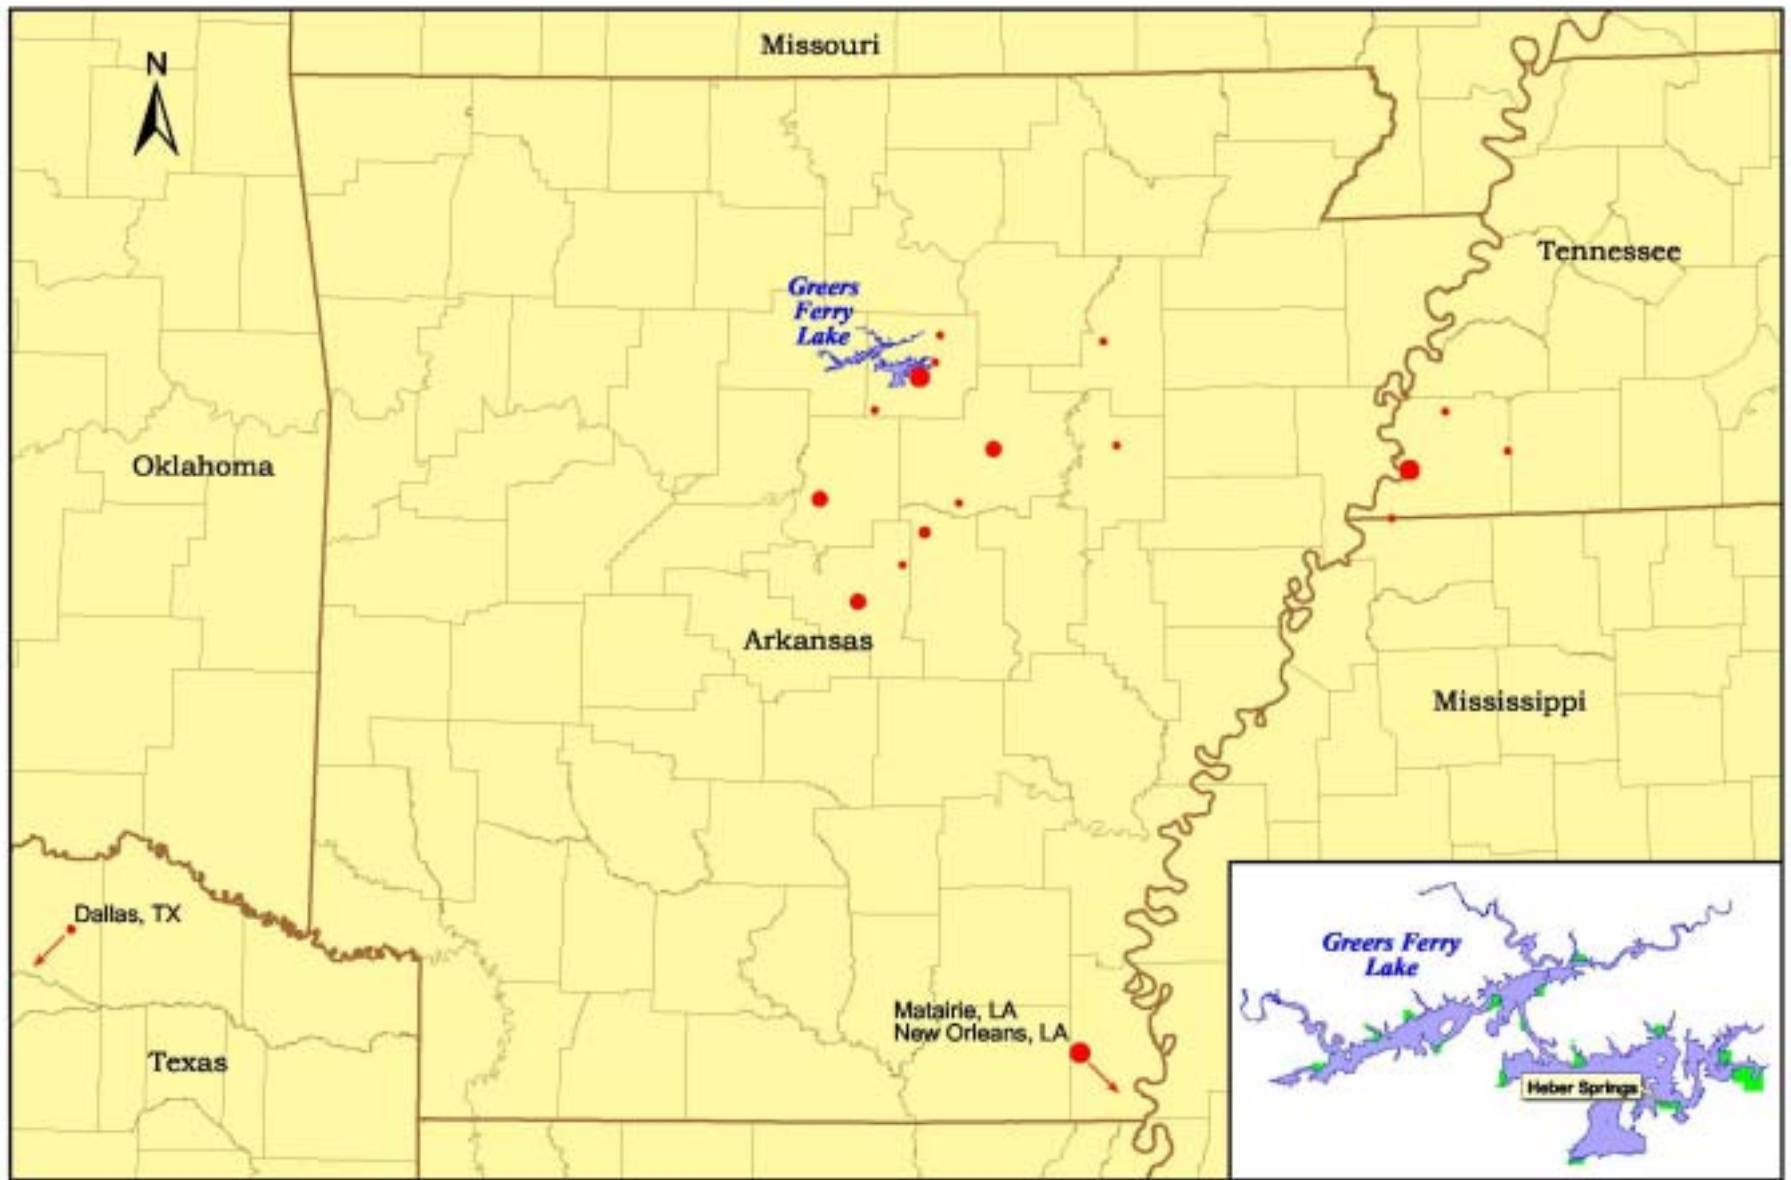 Missouri
N
Tennessee
Greers
Ferry
Lake
Oklahoma
Arkansas
Mississippi
Dallas, TX
Greers Ferry
Lake
Matairie, LA
New Orleans, LA
Texas
Heber Springs